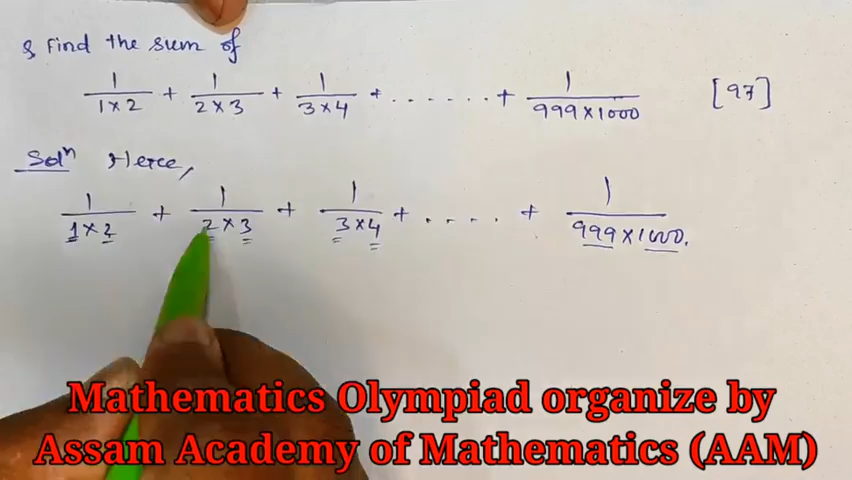 Q Find the sum of
1/1×2 + 1/2×3 + 1/3×4 + ...... + 1/999×1000 [97]
Solⁿ Here,
1/1×2 + 1/2×3 + 1/3×4 + ..... + 1/999×1000.
Mathematics Olympiad organize by
Assam Academy of Mathematics (AAM)